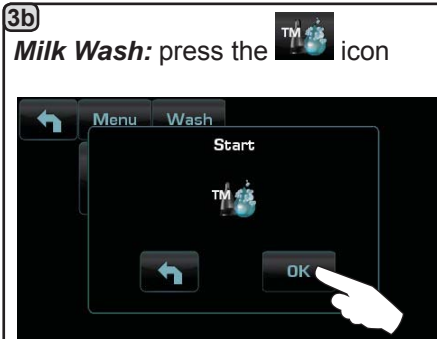 3b
Milk Wash: press the TM icon
Menu Wash
Start
TM
OK